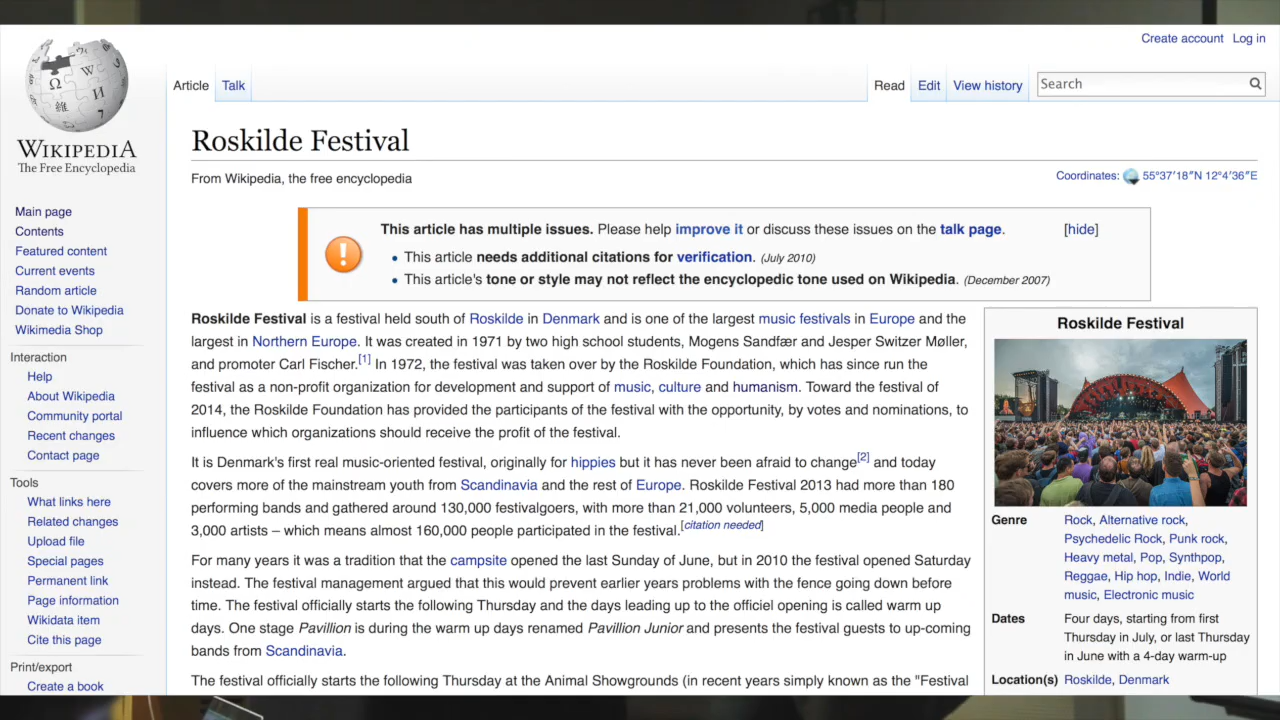 Create account Log in
Article Talk Read Edit View history Search
WIKIPEDIA
The Free Encyclopedia
Main page
Contents
Featured content
Current events
Random article
Donate to Wikipedia
Wikimedia Shop
Interaction
Help
About Wikipedia
Community portal
Recent changes
Contact page
Tools
What links here
Related changes
Upload file
Special pages
Permanent link
Page information
Wikidata item
Cite this page
Print/export
Create a book
Roskilde Festival
From Wikipedia, the free encyclopedia
Coordinates: 55°37′18″N 12°4′36″E
This article has multiple issues. Please help improve it or discuss these issues on the talk page. [hide]
• This article needs additional citations for verification. (July 2010)
• This article's tone or style may not reflect the encyclopedic tone used on Wikipedia. (December 2007)
Roskilde Festival is a festival held south of Roskilde in Denmark and is one of the largest music festivals in Europe and the
largest in Northern Europe. It was created in 1971 by two high school students, Mogens Sandfær and Jesper Switzer Møller,
and promoter Carl Fischer.[1] In 1972, the festival was taken over by the Roskilde Foundation, which has since run the
festival as a non-profit organization for development and support of music, culture and humanism. Toward the festival of
2014, the Roskilde Foundation has provided the participants of the festival with the opportunity, by votes and nominations, to
influence which organizations should receive the profit of the festival.
It is Denmark's first real music-oriented festival, originally for hippies but it has never been afraid to change[2] and today
covers more of the mainstream youth from Scandinavia and the rest of Europe. Roskilde Festival 2013 had more than 180
performing bands and gathered around 130,000 festivalgoers, with more than 21,000 volunteers, 5,000 media people and
3,000 artists – which means almost 160,000 people participated in the festival.[citation needed]
For many years it was a tradition that the campsite opened the last Sunday of June, but in 2010 the festival opened Saturday
instead. The festival management argued that this would prevent earlier years problems with the fence going down before
time. The festival officially starts the following Thursday and the days leading up to the officiel opening is called warm up
days. One stage Pavillion is during the warm up days renamed Pavillion Junior and presents the festival guests to up-coming
bands from Scandinavia.
The festival officially starts the following Thursday at the Animal Showgrounds (in recent years simply known as the "Festival
Roskilde Festival
Genre Rock, Alternative rock,
Psychedelic Rock, Punk rock,
Heavy metal, Pop, Synthpop,
Reggae, Hip hop, Indie, World
music, Electronic music
Dates Four days, starting from first
Thursday in July, or last Thursday
in June with a 4-day warm-up
Location(s) Roskilde, Denmark